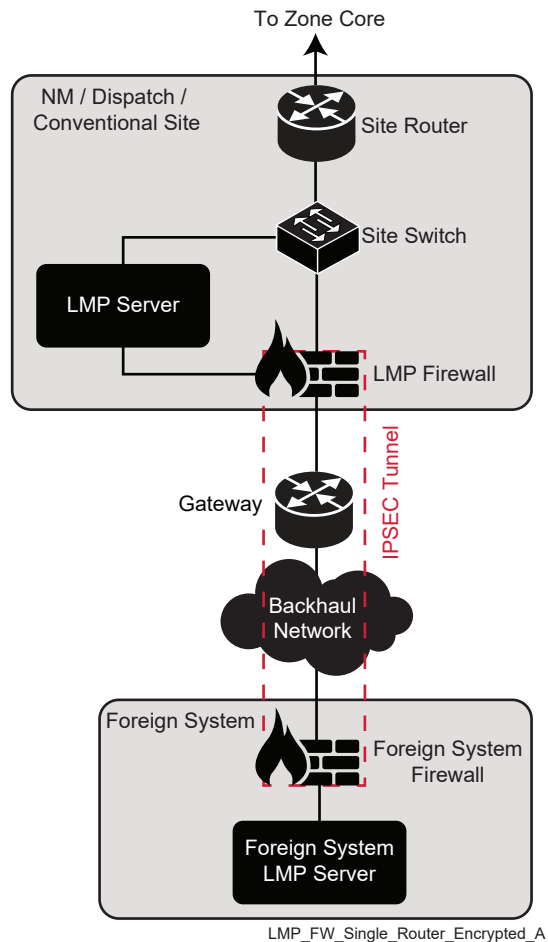 To Zone Core
NM / Dispatch /
Conventional Site
Site Router
Site Switch
LMP Server
LMP Firewall
IPSEC Tunnel
Gateway
Backhaul
Network
Foreign System
Foreign System
Firewall
Foreign System
LMP Server
LMP_FW_Single_Router_Encrypted_A